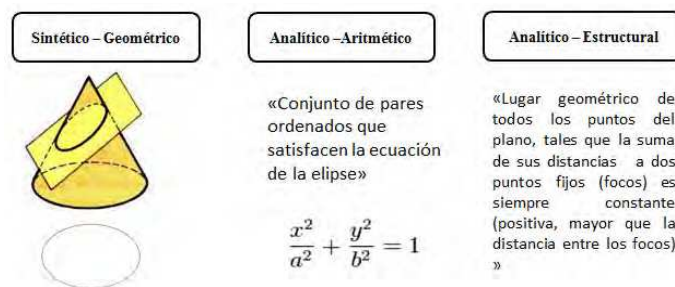 Sintético – Geométrico
Analítico –Aritmético
«Conjunto de pares
ordenados que
satisfacen la ecuación
de la elipse»
x²/a² + y²/b² = 1
Analítico – Estructural
«Lugar geométrico de
todos los puntos del
plano, tales que la suma
de sus distancias a dos
puntos fijos (focos) es
siempre constante
(positiva, mayor que la
distancia entre los focos)
»